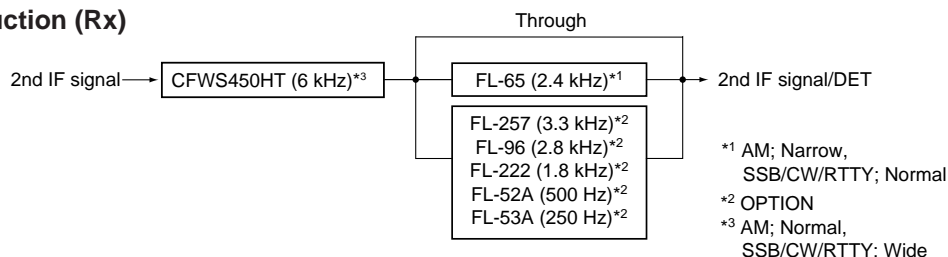 uction (Rx)
Through
2nd IF signal
CFWS450HT (6 kHz)*3
FL-65 (2.4 kHz)*1
2nd IF signal/DET
FL-257 (3.3 kHz)*2
FL-96 (2.8 kHz)*2
FL-222 (1.8 kHz)*2
FL-52A (500 Hz)*2
FL-53A (250 Hz)*2
*1 AM; Narrow,
SSB/CW/RTTY; Normal
*2 OPTION
*3 AM; Normal,
SSB/CW/RTTY; Wide